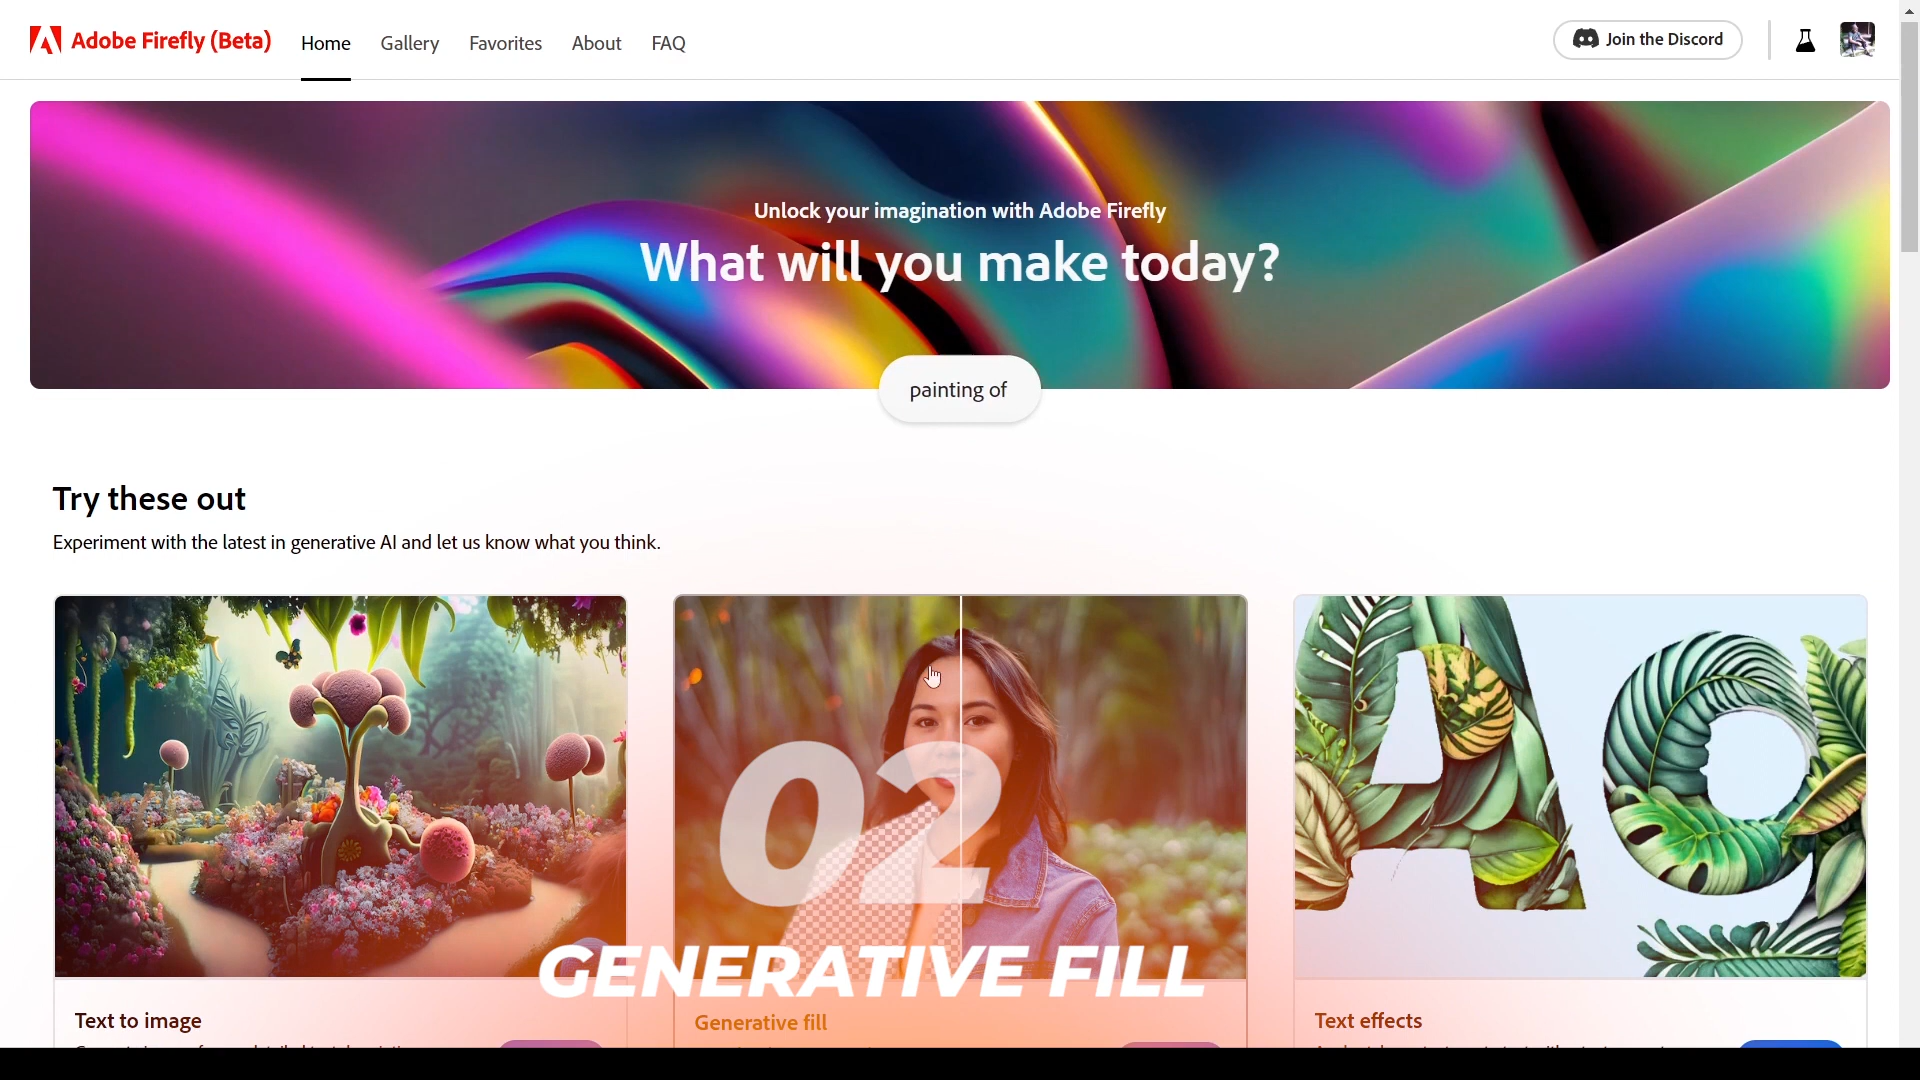 Adobe Firefly (Beta)
Home
Gallery
Favorites
About
FAQ
Join the Discord
Unlock your imagination with Adobe Firefly
What will you make today?
painting of
Try these out
Experiment with the latest in generative AI and let us know what you think.
Ag
02
GENERATIVE FILL
Text to image
Generative fill
Text effects